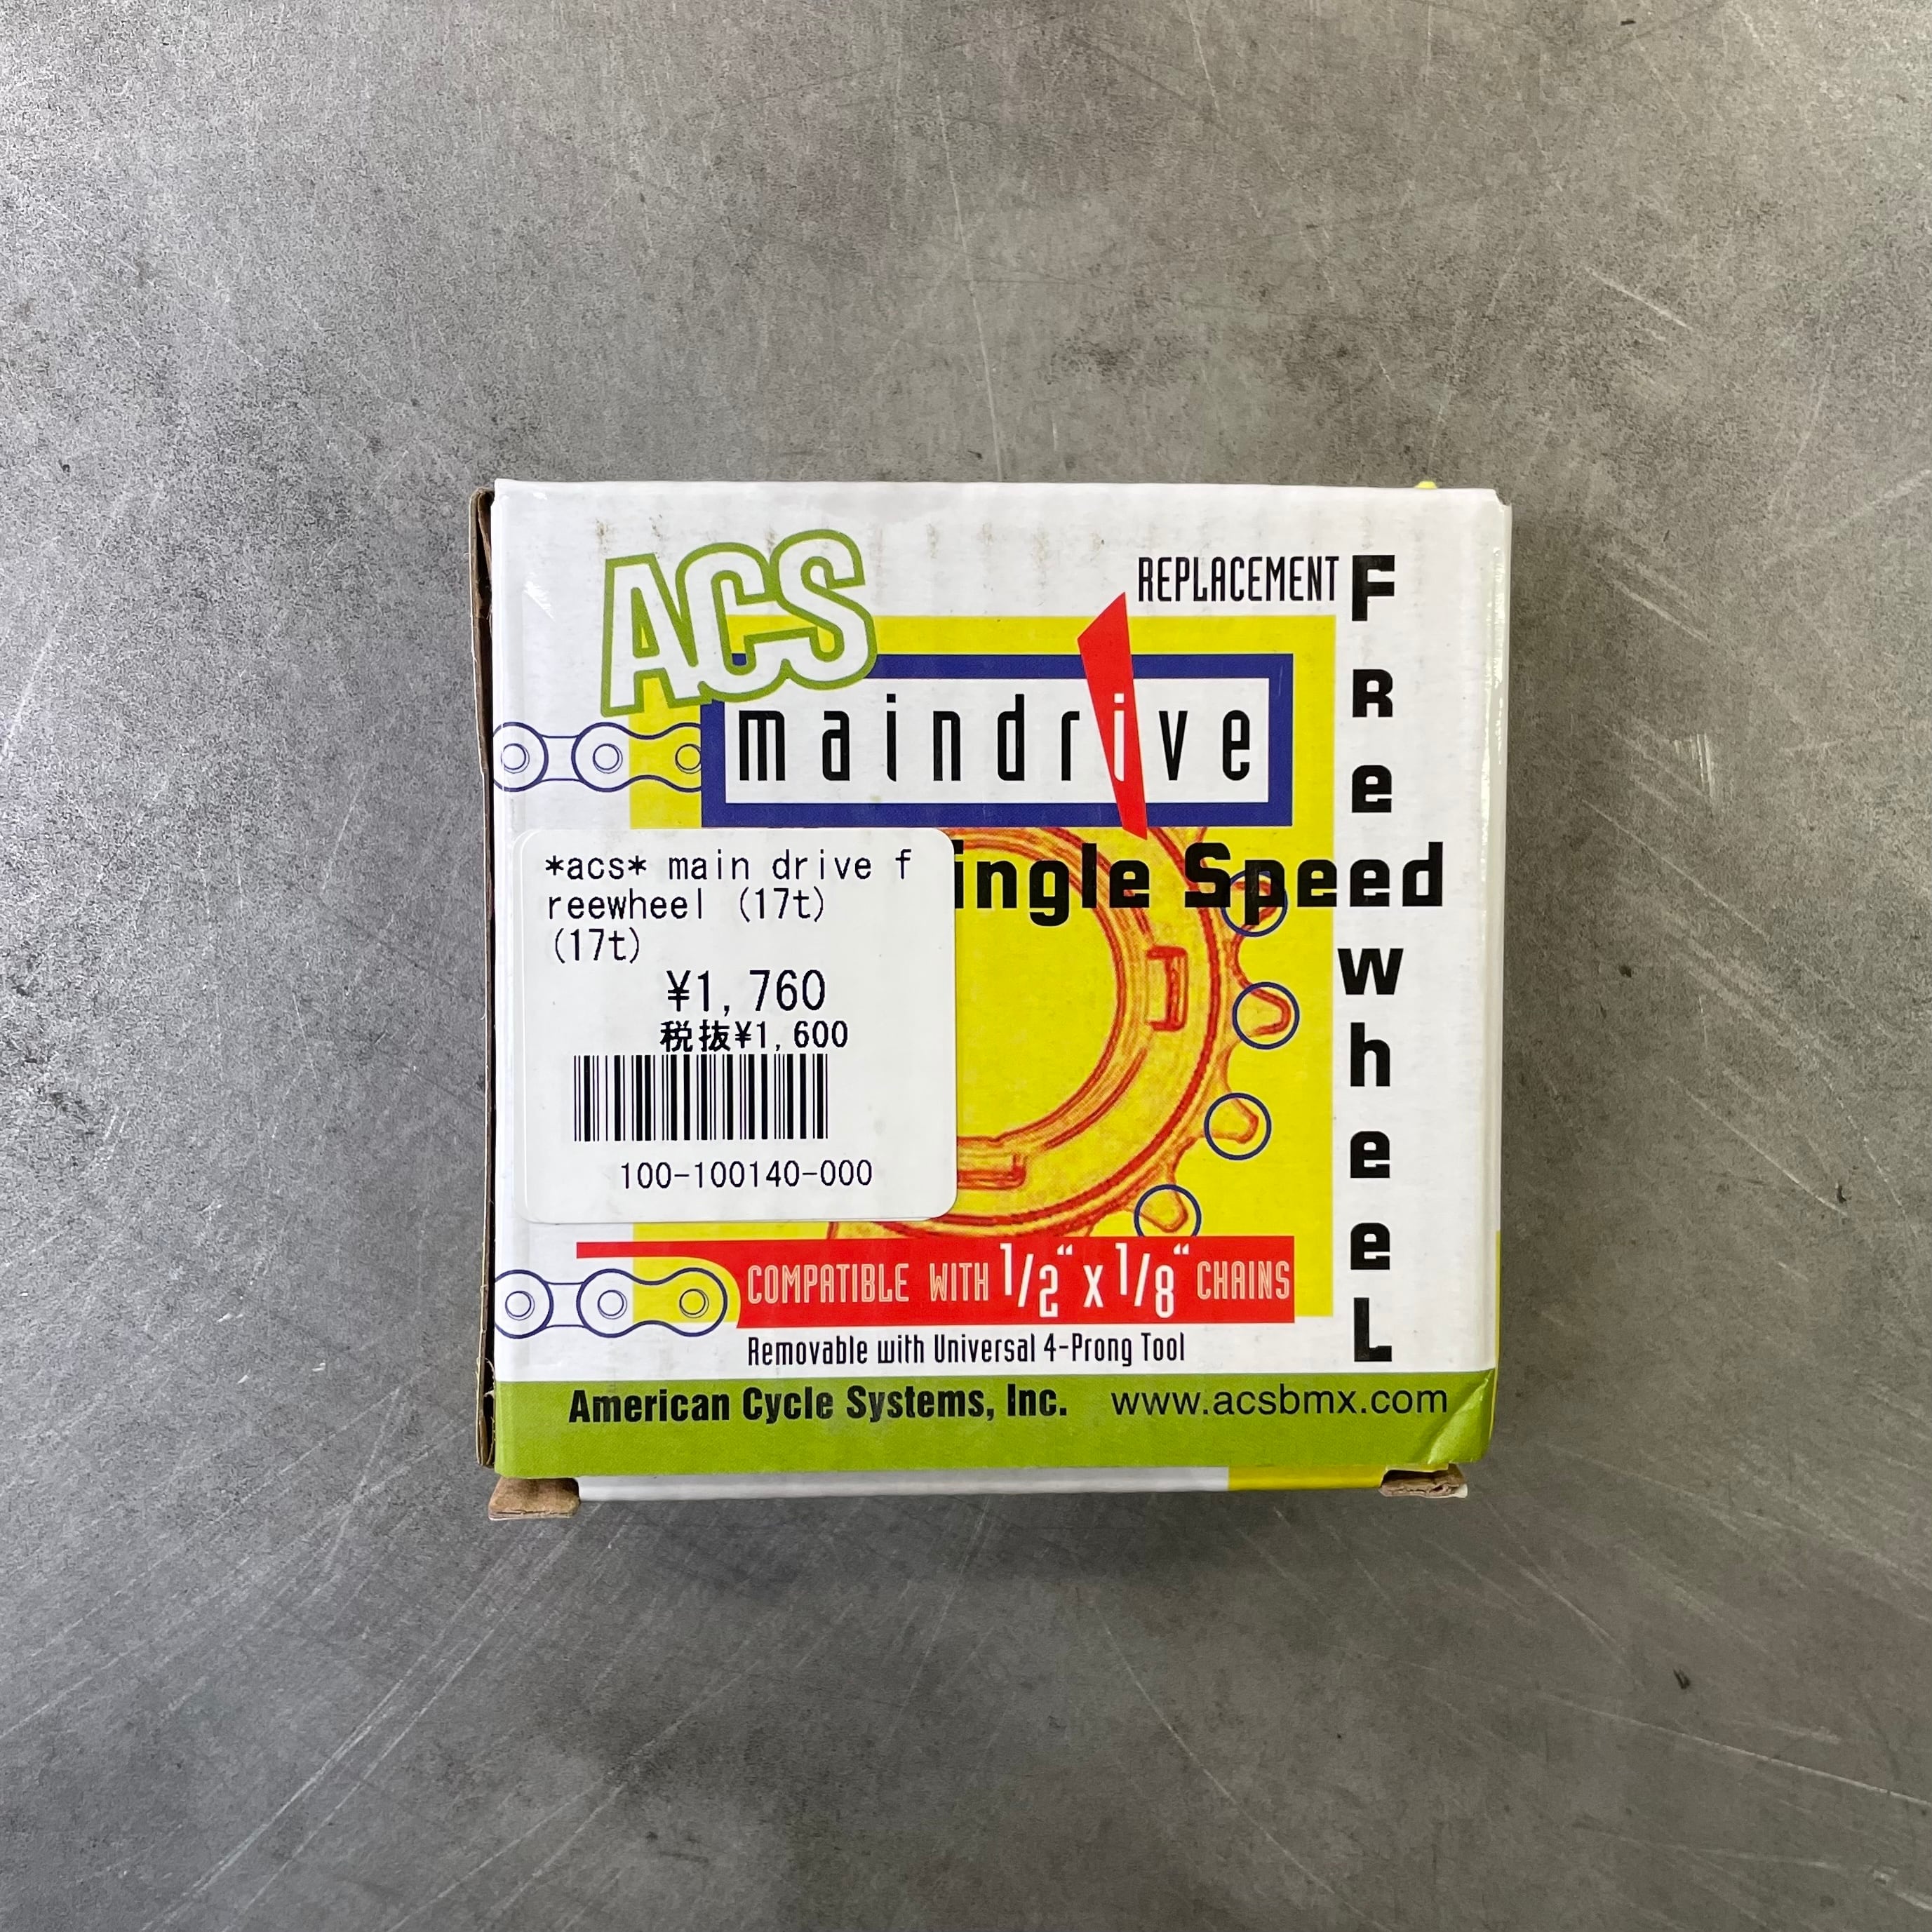 ACS
REPLACEMENT
FReewheeL
maindrive
ingle Speed
*acs* main drive f
reewheel (17t)
(17t)
¥1,760
税抜¥1,600
100-100140-000
COMPATIBLE WITH 1/2“ x 1/8“ CHAINS
Removable with Universal 4-Prong Tool
American Cycle Systems, Inc. www.acsbmx.com